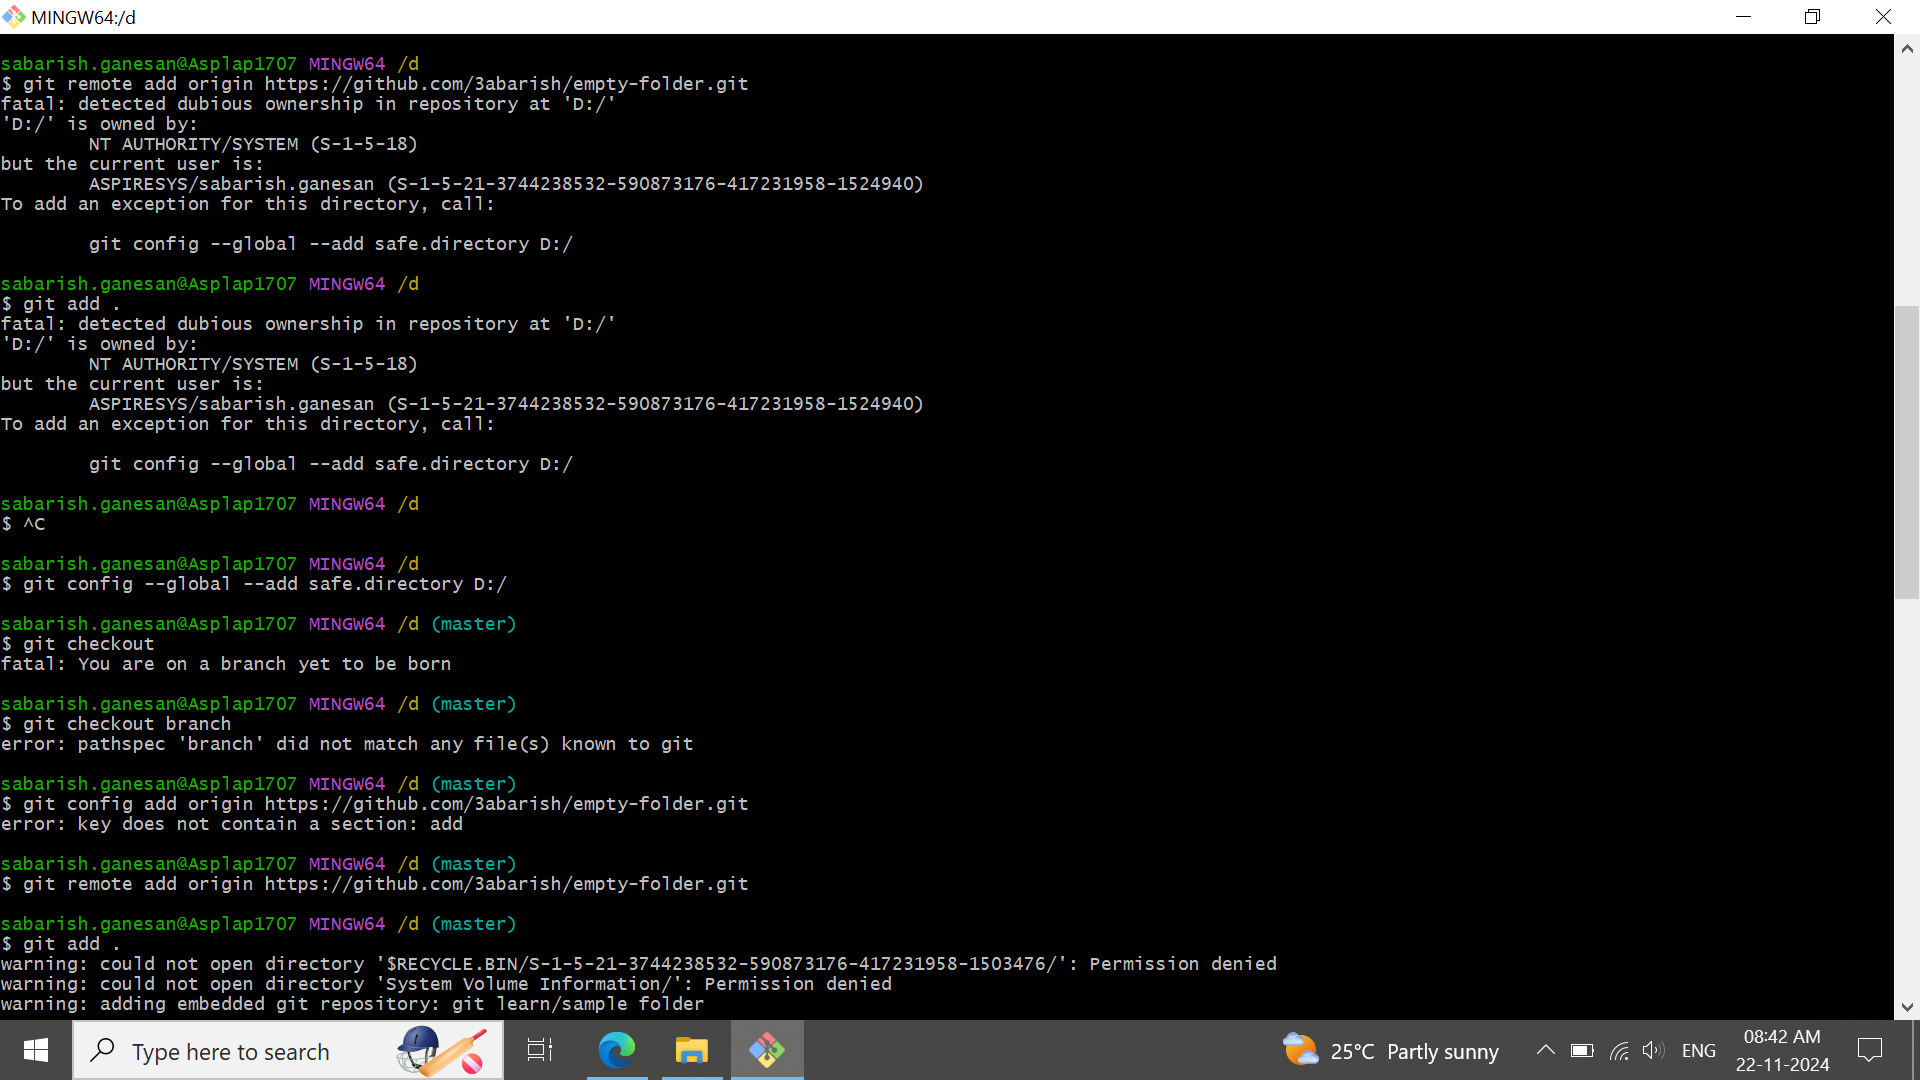 MINGW64:/d
sabarish.ganesan@Asplap1707 MINGW64 /d
$ git remote add origin https://github.com/3abarish/empty-folder.git
fatal: detected dubious ownership in repository at 'D:/'
'D:/' is owned by:
        NT AUTHORITY/SYSTEM (S-1-5-18)
but the current user is:
        ASPIRESYS/sabarish.ganesan (S-1-5-21-3744238532-590873176-417231958-1524940)
To add an exception for this directory, call:
        git config --global --add safe.directory D:/
sabarish.ganesan@Asplap1707 MINGW64 /d
$ git add .
fatal: detected dubious ownership in repository at 'D:/'
'D:/' is owned by:
        NT AUTHORITY/SYSTEM (S-1-5-18)
but the current user is:
        ASPIRESYS/sabarish.ganesan (S-1-5-21-3744238532-590873176-417231958-1524940)
To add an exception for this directory, call:
        git config --global --add safe.directory D:/
sabarish.ganesan@Asplap1707 MINGW64 /d
$ ^C
sabarish.ganesan@Asplap1707 MINGW64 /d
$ git config --global --add safe.directory D:/
sabarish.ganesan@Asplap1707 MINGW64 /d (master)
$ git checkout
fatal: You are on a branch yet to be born
sabarish.ganesan@Asplap1707 MINGW64 /d (master)
$ git checkout branch
error: pathspec 'branch' did not match any file(s) known to git
sabarish.ganesan@Asplap1707 MINGW64 /d (master)
$ git config add origin https://github.com/3abarish/empty-folder.git
error: key does not contain a section: add
sabarish.ganesan@Asplap1707 MINGW64 /d (master)
$ git remote add origin https://github.com/3abarish/empty-folder.git
sabarish.ganesan@Asplap1707 MINGW64 /d (master)
$ git add .
warning: could not open directory '$RECYCLE.BIN/S-1-5-21-3744238532-590873176-417231958-1503476/': Permission denied
warning: could not open directory 'System Volume Information/': Permission denied
warning: adding embedded git repository: git learn/sample folder
Type here to search
25°C Partly sunny
ENG
08:42 AM
22-11-2024